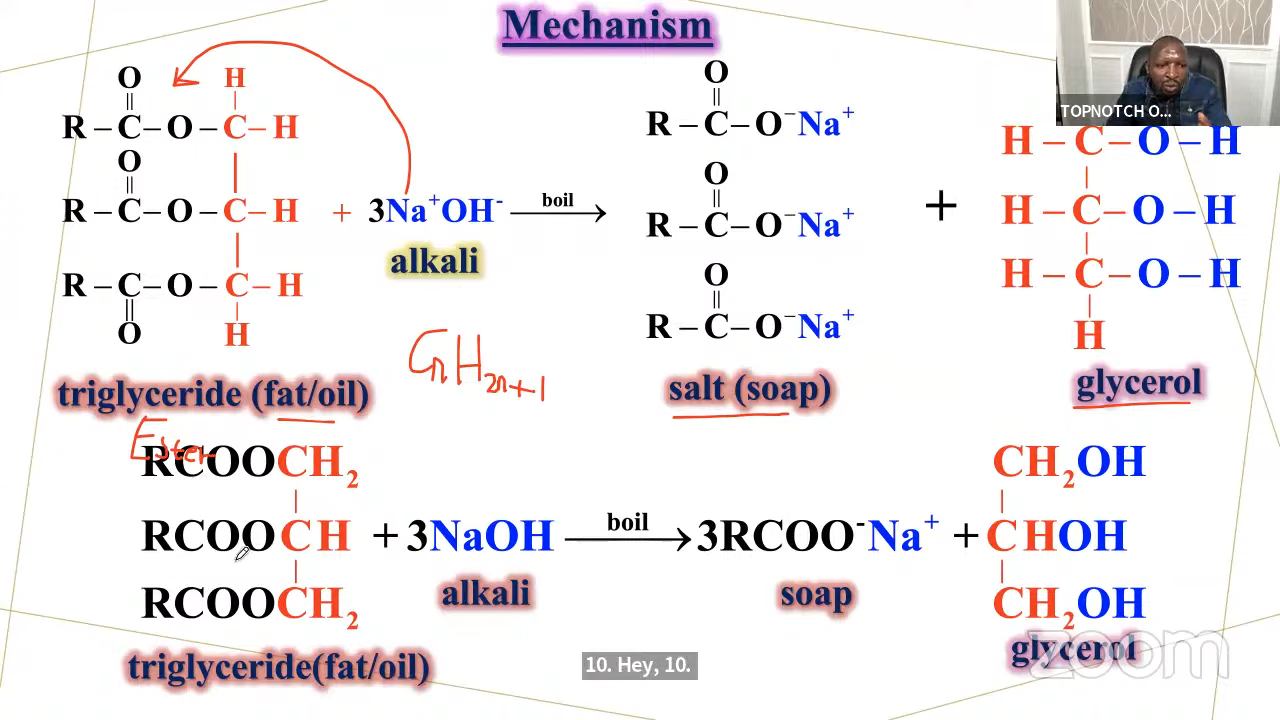 Mechanism
TOPNOTCH O...
O H
||
R – C – O – C – H
O
||
R – C – O – C – H + 3Na⁺OH⁻ boil
alkali
R – C – O – C – H
||
O H
triglyceride (fat/oil)
CnH2n+1
O
||
R – C – O⁻ Na⁺
O
||
R – C – O⁻ Na⁺
O
||
R – C – O⁻ Na⁺
salt (soap)
+
H – C – O – H
H – C – O – H
H – C – O – H
H
glycerol
Ester
RCOOCH₂
RCOOCH + 3NaOH boil 3RCOO⁻Na⁺ + CHOH
RCOOCH₂
alkali
soap
CH₂OH
CH₂OH
glycerol
triglyceride(fat/oil)
10. Hey, 10.
zoom